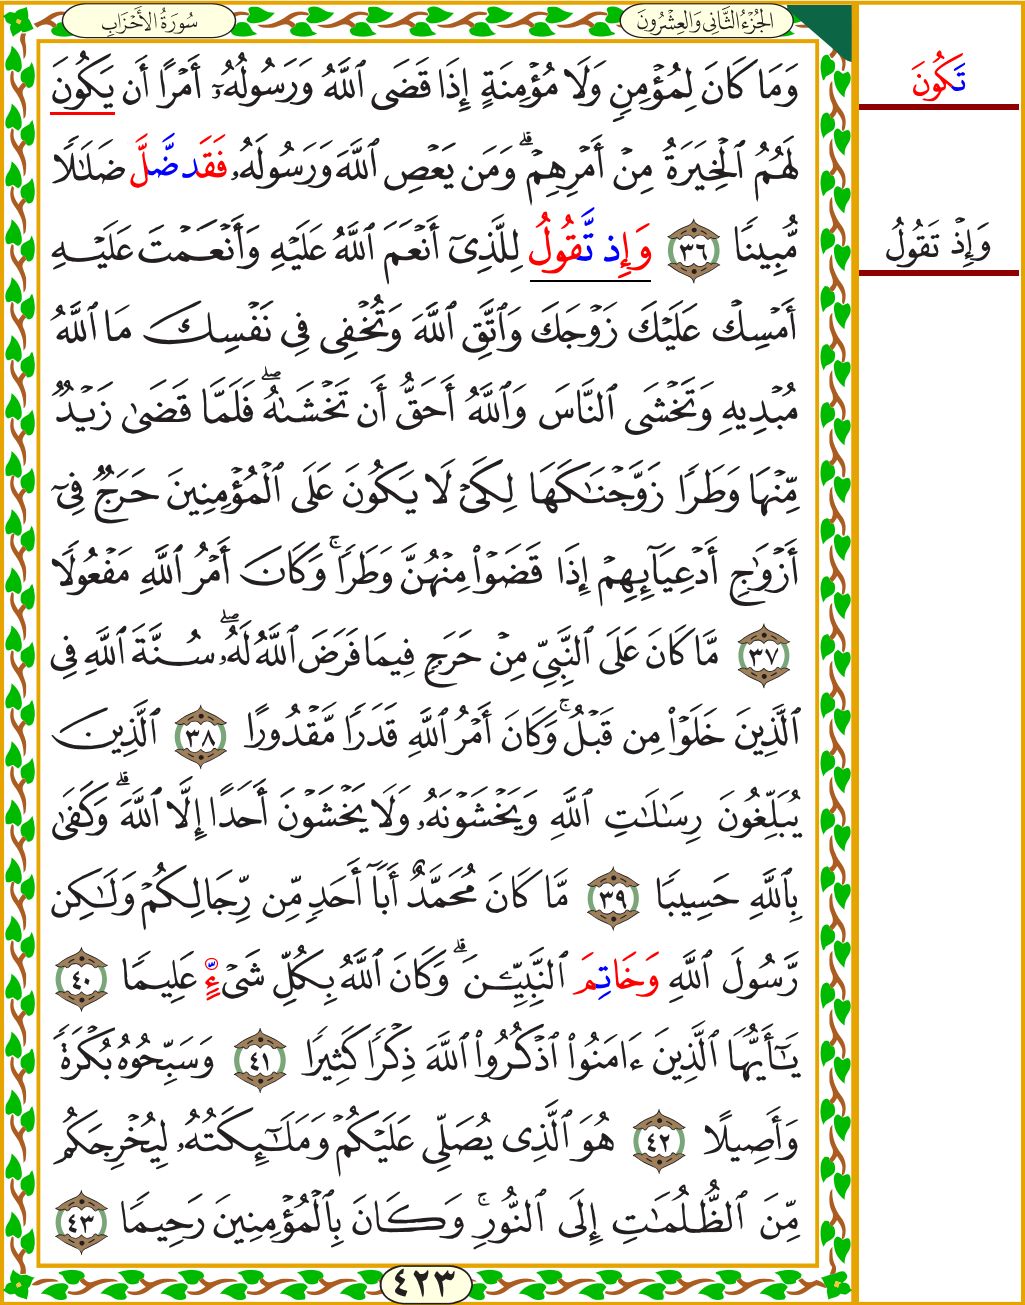 سُورَةُ الأَحْزَابِ
الجُزْءُ الثَّانِي وَالعِشْرُونَ
وَمَا كَانَ لِمُؤْمِنٍ وَلَا مُؤْمِنَةٍ إِذَا قَضَى ٱللَّهُ وَرَسُولُهُۥٓ أَمْرًا أَن يَكُونَ
لَهُمُ ٱلْخِيَرَةُ مِنْ أَمْرِهِمْ ۗ وَمَن يَعْصِ ٱللَّهَ وَرَسُولَهُۥ فَقَد ضَّلَّ ضَلَـٰلًا
مُّبِينًا ٣٦ وَإِذ تَّقُولُ لِلَّذِىٓ أَنْعَمَ ٱللَّهُ عَلَيْهِ وَأَنْعَمْتَ عَلَيْهِ
أَمْسِكْ عَلَيْكَ زَوْجَكَ وَٱتَّقِ ٱللَّهَ وَتُخْفِى فِى نَفْسِكَ مَا ٱللَّهُ
مُبْدِيهِ وَتَخْشَى ٱلنَّاسَ وَٱللَّهُ أَحَقُّ أَن تَخْشَىٰهُ ۖ فَلَمَّا قَضَىٰ زَيْدٌ
مِّنْهَا وَطَرًا زَوَّجْنَـٰكَهَا لِكَىْ لَا يَكُونَ عَلَى ٱلْمُؤْمِنِينَ حَرَجٌ فِىٓ
أَزْوَٰجِ أَدْعِيَآئِهِمْ إِذَا قَضَوْا۟ مِنْهُنَّ وَطَرًا ۚ وَكَانَ أَمْرُ ٱللَّهِ مَفْعُولًا
٣٧ مَّا كَانَ عَلَى ٱلنَّبِىِّ مِنْ حَرَجٍ فِيمَا فَرَضَ ٱللَّهُ لَهُۥ ۖ سُنَّةَ ٱللَّهِ فِى
ٱلَّذِينَ خَلَوْا۟ مِن قَبْلُ ۚ وَكَانَ أَمْرُ ٱللَّهِ قَدَرًا مَّقْدُورًا ٣٨ ٱلَّذِينَ
يُبَلِّغُونَ رِسَـٰلَـٰتِ ٱللَّهِ وَيَخْشَوْنَهُۥ وَلَا يَخْشَوْنَ أَحَدًا إِلَّا ٱللَّهَ ۗ وَكَفَىٰ
بِٱللَّهِ حَسِيبًا ٣٩ مَّا كَانَ مُحَمَّدٌ أَبَآ أَحَدٍ مِّن رِّجَالِكُمْ وَلَـٰكِن
رَّسُولَ ٱللَّهِ وَخَاتِمَ ٱلنَّبِيِّـۧنَ ۗ وَكَانَ ٱللَّهُ بِكُلِّ شَىْءٍ عَلِيمًا ٤٠
يَـٰٓأَيُّهَا ٱلَّذِينَ ءَامَنُوا۟ ٱذْكُرُوا۟ ٱللَّهَ ذِكْرًا كَثِيرًا ٤١ وَسَبِّحُوهُ بُكْرَةً
وَأَصِيلًا ٤٢ هُوَ ٱلَّذِى يُصَلِّى عَلَيْكُمْ وَمَلَـٰٓئِكَتُهُۥ لِيُخْرِجَكُم
مِّنَ ٱلظُّلُمَـٰتِ إِلَى ٱلنُّورِ ۚ وَكَانَ بِٱلْمُؤْمِنِينَ رَحِيمًا ٤٣
٤٢٣
تَكُونَ
وَإِذْ تَقُولُ